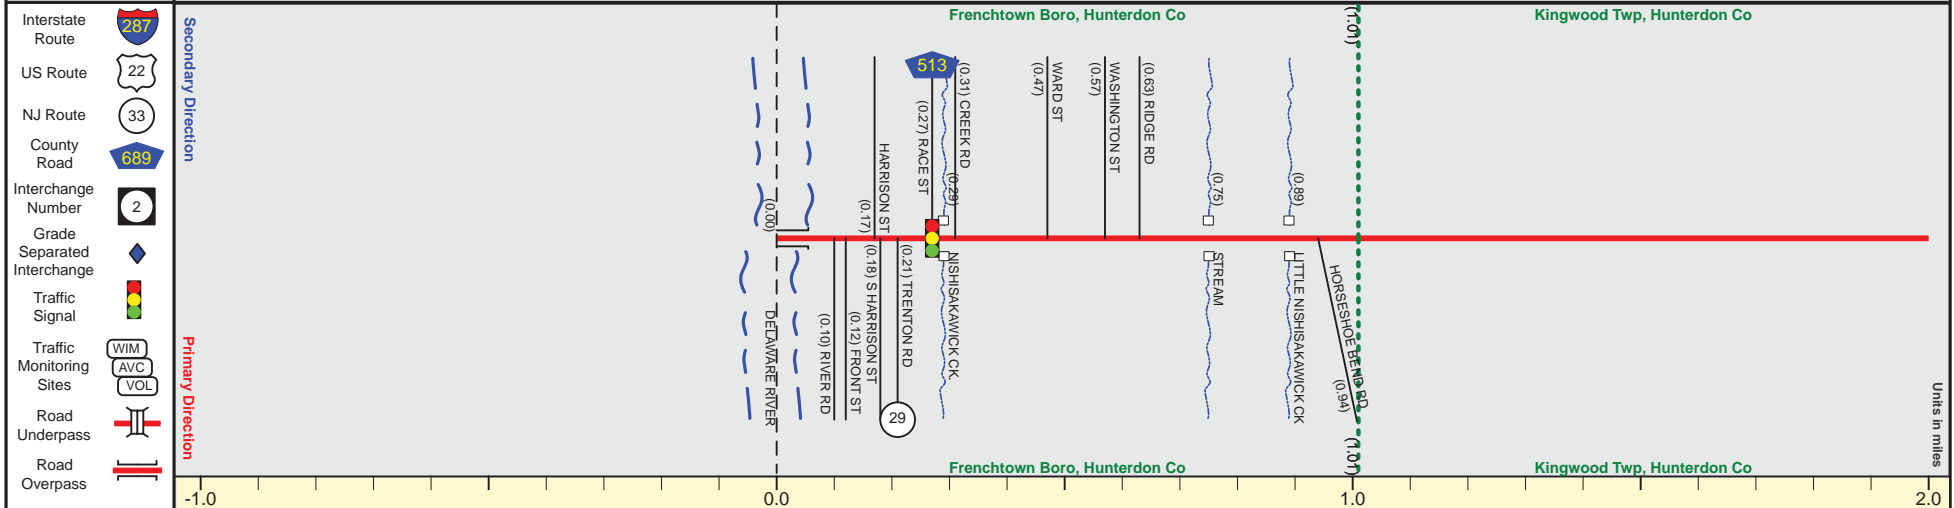 Interstate
Route
287
US Route
22
NJ Route
33
County
Road
689
Interchange
Number
2
Grade
Separated
Interchange
Traffic
Signal
Traffic
Monitoring
Sites
WIM
AVC
VOL
Road
Underpass
Road
Overpass
Secondary Direction
Primary Direction
Frenchtown Boro, Hunterdon Co
Kingwood Twp, Hunterdon Co
(1.01)
(0.00)
DELAWARE RIVER
(0.10) RIVER RD
(0.12) FRONT ST
HARRISON ST
(0.17)
(0.18) S HARRISON ST
(0.21) TRENTON RD
29
513
(0.27) RACE ST
(0.29)
NISHISAKAWICK CK.
(0.31) CREEK RD
WARD ST
(0.47)
WASHINGTON ST
(0.57)
(0.63) RIDGE RD
(0.75)
STREAM
(0.89)
LITTLE NISHISAKAWICK CK
HORSESHOE BEND RD
(0.94)
(1.01)
Frenchtown Boro, Hunterdon Co
Kingwood Twp, Hunterdon Co
Units in miles
-1.0
0.0
1.0
2.0